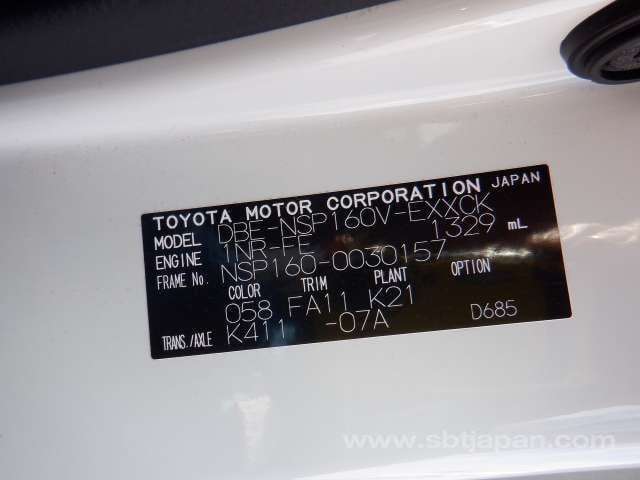 TOYOTA MOTOR CORPORATION JAPAN
MODEL DBE-NSP160V-EXXCK
ENGINE 1NR-FE 1329 mL
FRAME No. NSP160-0030157
COLOR TRIM PLANT OPTION
058 FA11 K21
TRANS./AXLE K411 -07A D685
www.sbtjapan.com